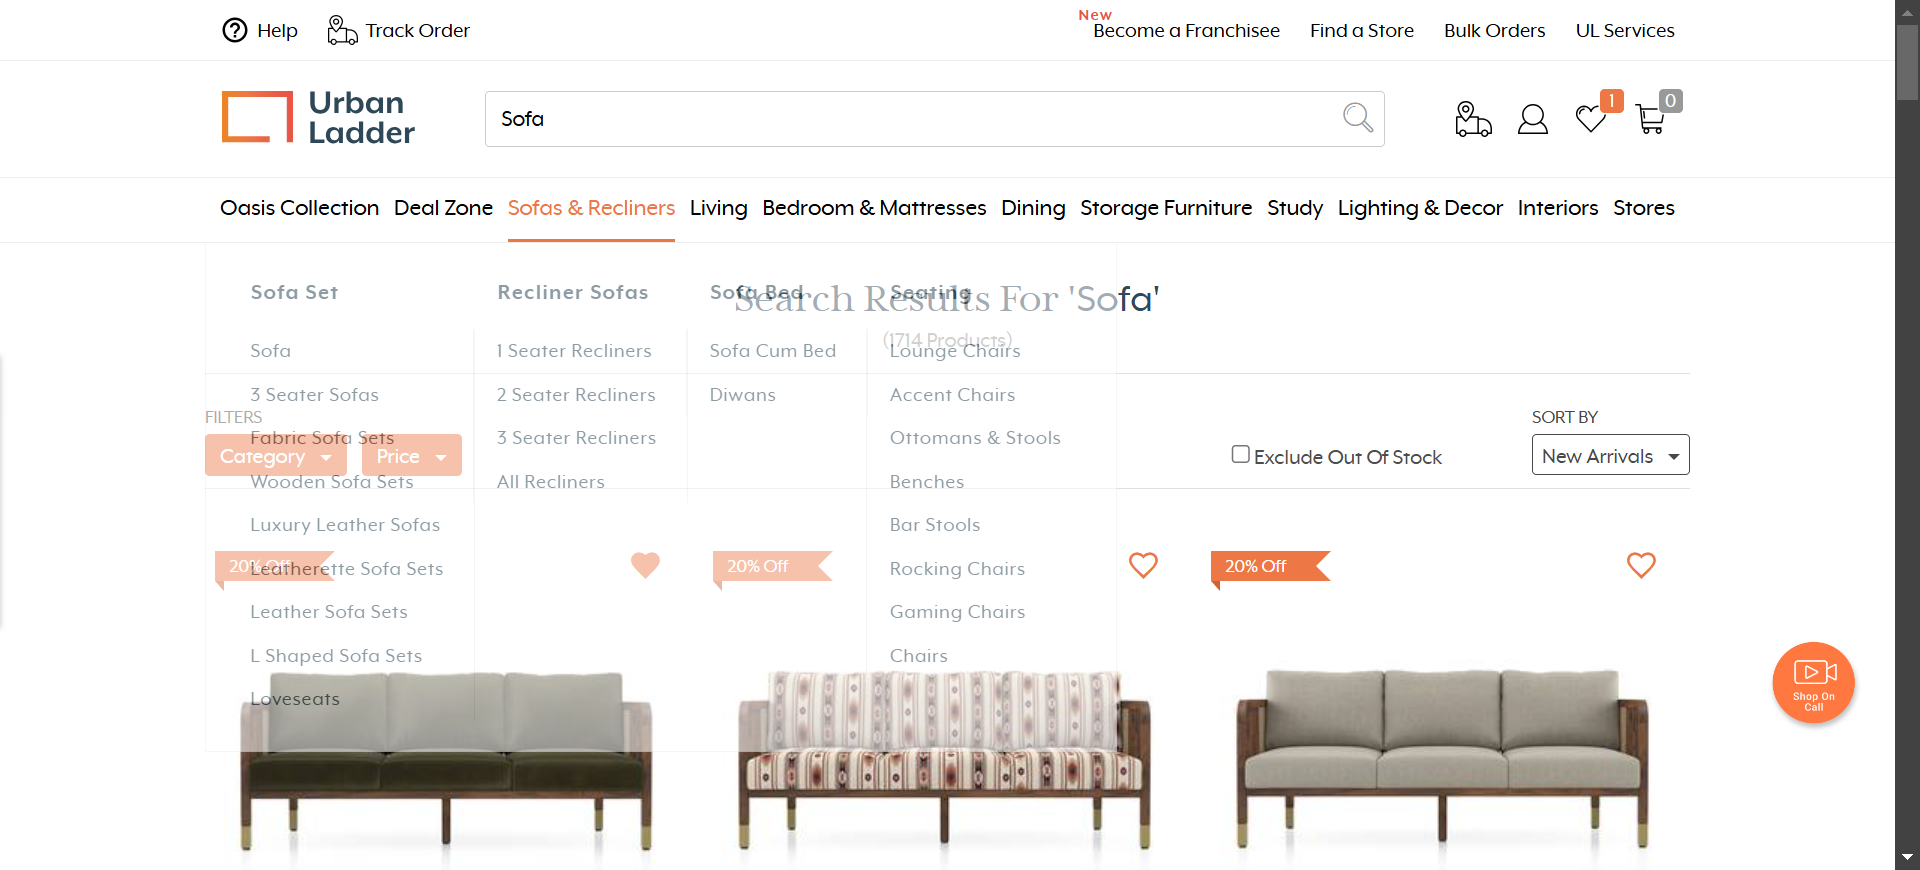 Help
Track Order
New
Become a Franchisee
Find a Store
Bulk Orders
UL Services
Urban
Ladder
Sofa
1
0
Oasis Collection
Deal Zone
Sofas & Recliners
Living
Bedroom & Mattresses
Dining
Storage Furniture
Study
Lighting & Decor
Interiors
Stores
Search Results For 'Sofa'
(1714 Products)
Sofa Set
Sofa
3 Seater Sofas
Fabric Sofa Sets
Wooden Sofa Sets
Luxury Leather Sofas
Leatherette Sofa Sets
Leather Sofa Sets
L Shaped Sofa Sets
Loveseats
Recliner Sofas
1 Seater Recliners
2 Seater Recliners
3 Seater Recliners
All Recliners
Sofa Bed
Sofa Cum Bed
Diwans
Seating
Lounge Chairs
Accent Chairs
Ottomans & Stools
Benches
Bar Stools
Rocking Chairs
Gaming Chairs
Chairs
FILTERS
Category
Price
Exclude Out Of Stock
SORT BY
New Arrivals
20% Off
20% Off
20% Off
Shop On
Call